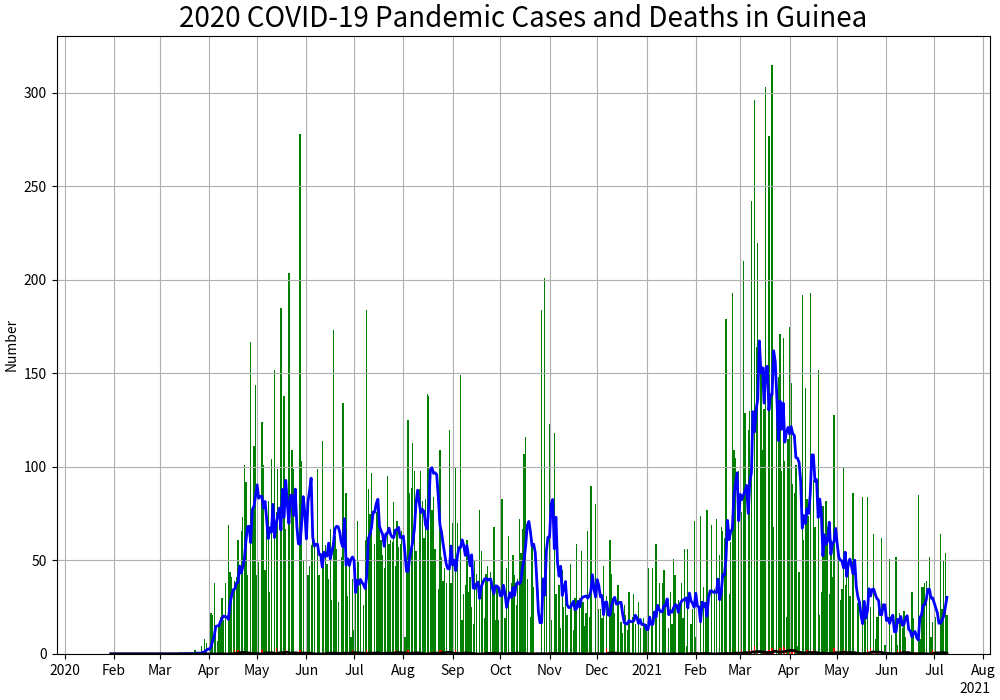 2020 COVID-19 Pandemic Cases and Deaths in Guinea
Number
300
250
200
150
100
50
0
2020 Feb Mar Apr May Jun Jul Aug Sep Oct Nov Dec 2021 Feb Mar Apr May Jun Jul Aug
2021